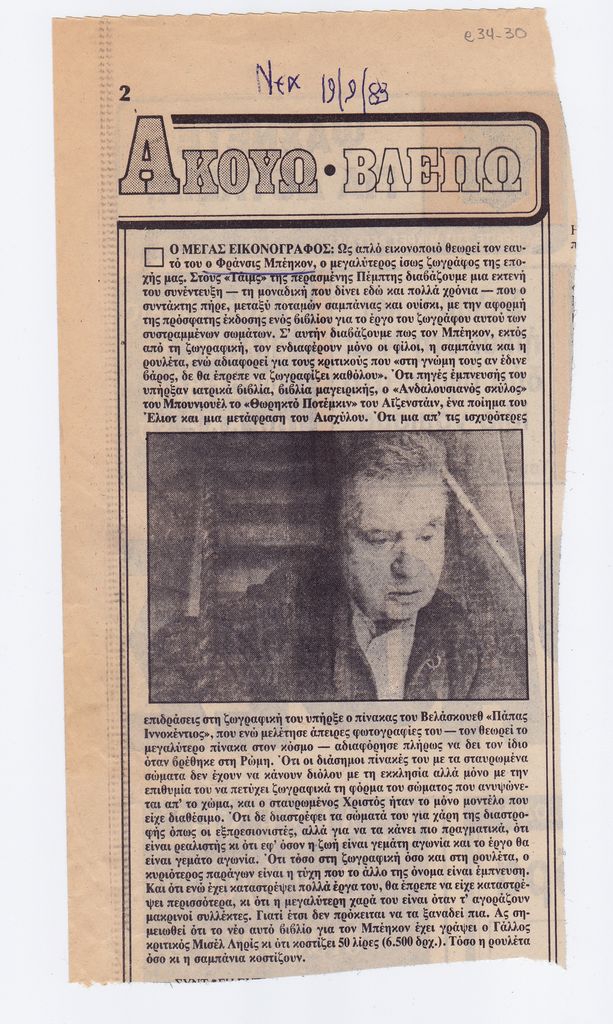 e34-30
Νεα 19/9/83
2
ΑΚΟΥΩ • ΒΛΕΠΩ
Ο ΜΕΓΑΣ ΕΙΚΟΝΟΓΡΑΦΟΣ: Ως απλό εικονοποιό θεωρεί τον εαυ-
τό του ο Φράνσις Μπέηκον, ο μεγαλύτερος ίσως ζωγράφος της επο-
χής μας. Στους «Τάιμς» της περασμένης Πέμπτης διαβάζουμε μια εκτενή
του συνέντευξη — τη μοναδική που δίνει εδώ και πολλά χρόνια — που ο
συντάκτης πήρε, μεταξύ ποταμών σαμπάνιας και ουίσκι, με την αφορμή
της πρόσφατης έκδοσης ενός βιβλίου για το έργο του ζωγράφου αυτού των
συστραμμένων σωμάτων. Σ' αυτήν διαβάζουμε πως τον Μπέηκον, εκτός
από τη ζωγραφική, τον ενδιαφέρουν μόνο οι φίλοι, η σαμπάνια και η
ρουλέτα, ενώ αδιαφορεί για τους κριτικούς που «στη γνώμη τους αν έδινε
βάρος, δε θα έπρεπε να ζωγραφίζει καθόλου». Ότι πηγές έμπνευσής του
υπήρξαν ιατρικά βιβλία, βιβλία μαγειρικής, ο «Ανδαλουσιανός σκύλος»
του Μπουνιουέλ το «Θωρηκτό Ποτέμκιν» του Αϊζενστάιν, ένα ποίημα του
Έλιοτ και μια μετάφραση του Αισχύλου. Ότι μια απ' τις ισχυρότερες
επιδράσεις στη ζωγραφική του υπήρξε ο πίνακας του Βελάσκουεθ «Πάπας
Ιννοκέντιος», που ενώ μελέτησε άπειρες φωτογραφίες του — τον θεωρεί το
μεγαλύτερο πίνακα στον κόσμο — αδιαφόρησε πλήρως να δει τον ίδιο
όταν βρέθηκε στη Ρώμη. Ότι οι διάσημοι πίνακές του με τα σταυρωμένα
σώματα δεν έχουν να κάνουν διόλου με τη εκκλησία αλλά μόνο με την
επιθυμία του να πετύχει ζωγραφικά τη φόρμα του σώματος που ανυψώνε-
ται απ' το χώμα, και ο σταυρωμένος Χριστός ήταν το μόνο μοντέλο που
είχε διαθέσιμο. Ότι δε διαστρέφει τα σώματά του για χάρη της διαστρο-
φής όπως οι εξπρεσιονιστές, αλλά για να τα κάνει πιο πραγματικά, ότι
είναι ρεαλιστής κι ότι εφ' όσον η ζωή είναι γεμάτη αγωνία και το έργο θα
είναι γεμάτο αγωνία. Ότι τόσο στη ζωγραφική όσο και στη ρουλέτα, ο
κυριότερος παράγων είναι η τύχη που το άλλο της όνομα είναι έμπνευση.
Και ότι ενώ έχει καταστρέψει πολλά έργα του, θα έπρεπε να είχε καταστρέ-
ψει περισσότερα, κι ότι η μεγαλύτερη χαρά του είναι όταν τ' αγοράζουν
μακρινοί συλλέκτες. Γιατί έτσι δεν πρόκειται να τα ξαναδεί πια. Ας ση-
μειωθεί ότι το νέο αυτό βιβλίο για τον Μπέηκον έχει γράψει ο Γάλλος
κριτικός Μισέλ Ληρίς κι ότι κοστίζει 50 λίρες (6.500 δρχ.). Τόσο η ρουλέτα
όσο κι η σαμπάνια κοστίζουν.